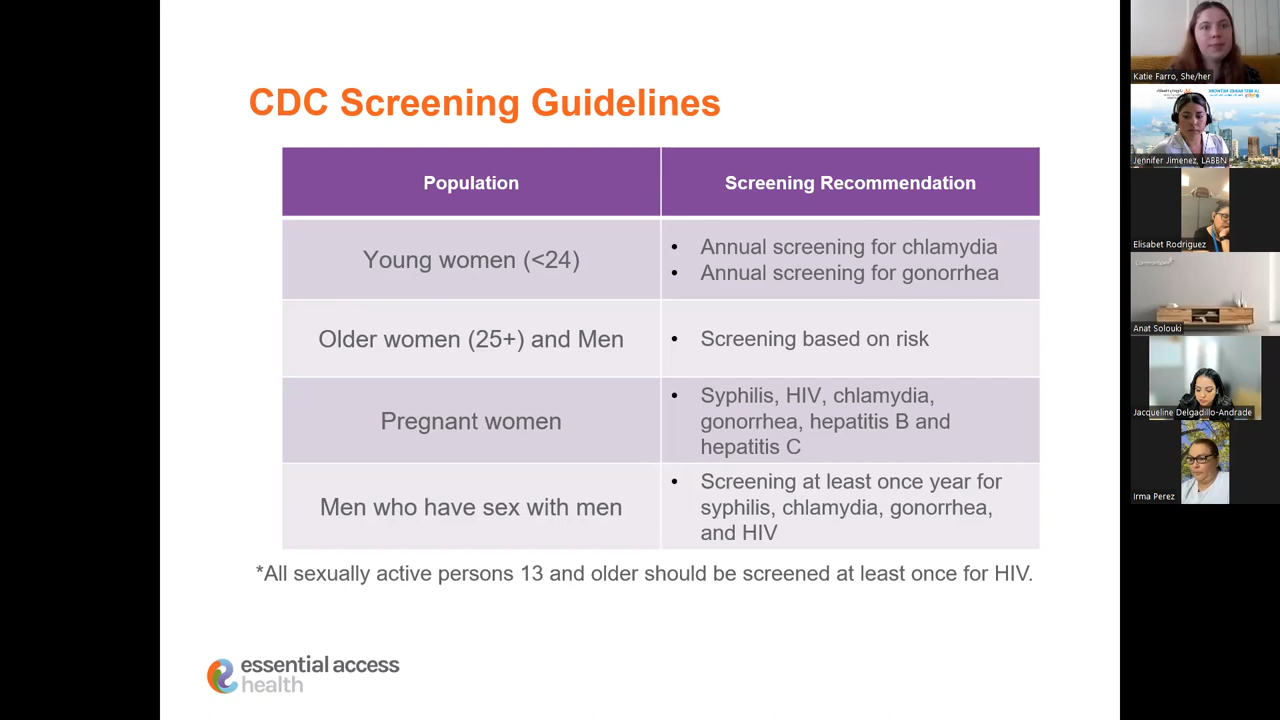 CDC Screening Guidelines
Population
Screening Recommendation
Young women (<24)
• Annual screening for chlamydia
• Annual screening for gonorrhea
Older women (25+) and Men
• Screening based on risk
Pregnant women
• Syphilis, HIV, chlamydia,
gonorrhea, hepatitis B and
hepatitis C
Men who have sex with men
• Screening at least once year for
syphilis, chlamydia, gonorrhea,
and HIV
*All sexually active persons 13 and older should be screened at least once for HIV.
essential access
health
Katie Farro, She/her
Jennifer Jimenez, LABBN
Elisabet Rodriguez
Anat Solouki
Jacqueline Delgadillo-Andrade
Irma Perez